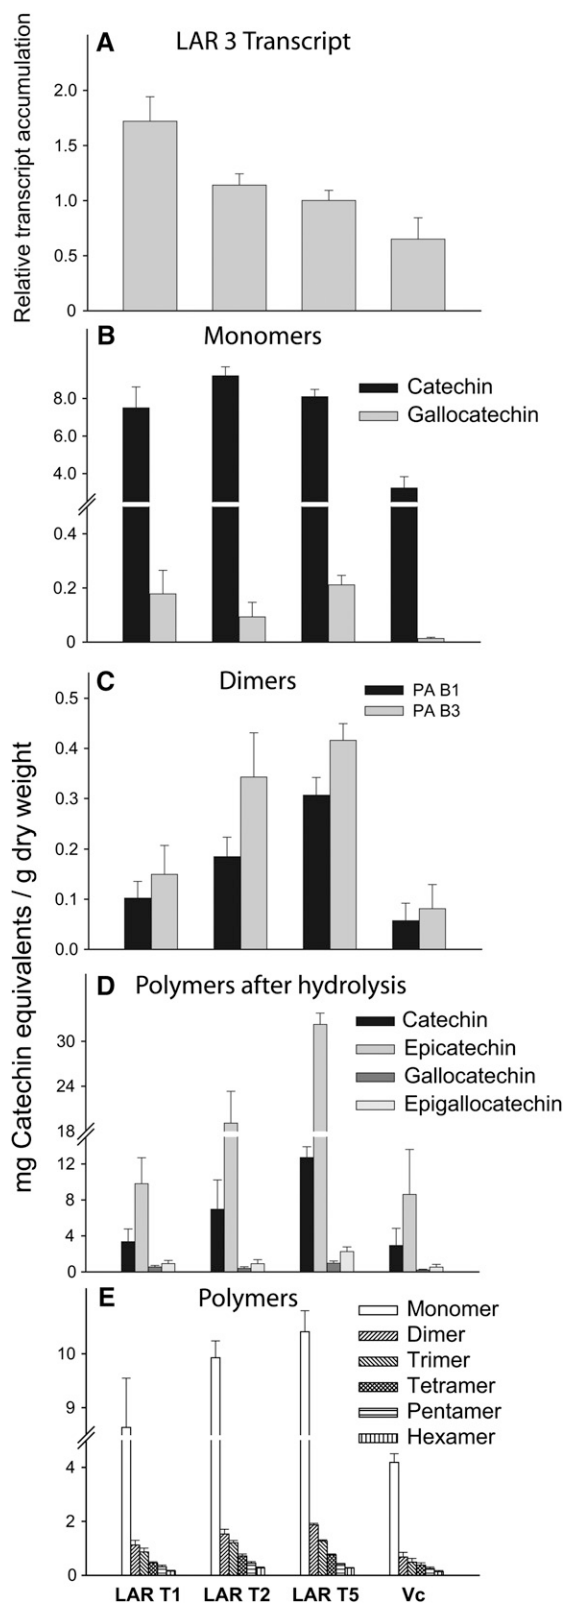 A LAR 3 Transcript
Relative transcript accumulation
2.0
1.5
1.0
0.5
0
B Monomers
Catechin
Gallocatechin
8.0
6.0
4.0
0.4
0.2
0
mg Catechin equivalents / g dry weight
C Dimers
PA B1
PA B3
0.5
0.4
0.3
0.2
0.1
0.0
D Polymers after hydrolysis
Catechin
Epicatechin
Gallocatechin
Epigallocatechin
30
24
18
12
8
4
0
E Polymers
Monomer
Dimer
Trimer
Tetramer
Pentamer
Hexamer
10
9
4
2
0
LAR T1 LAR T2 LAR T5 Vc